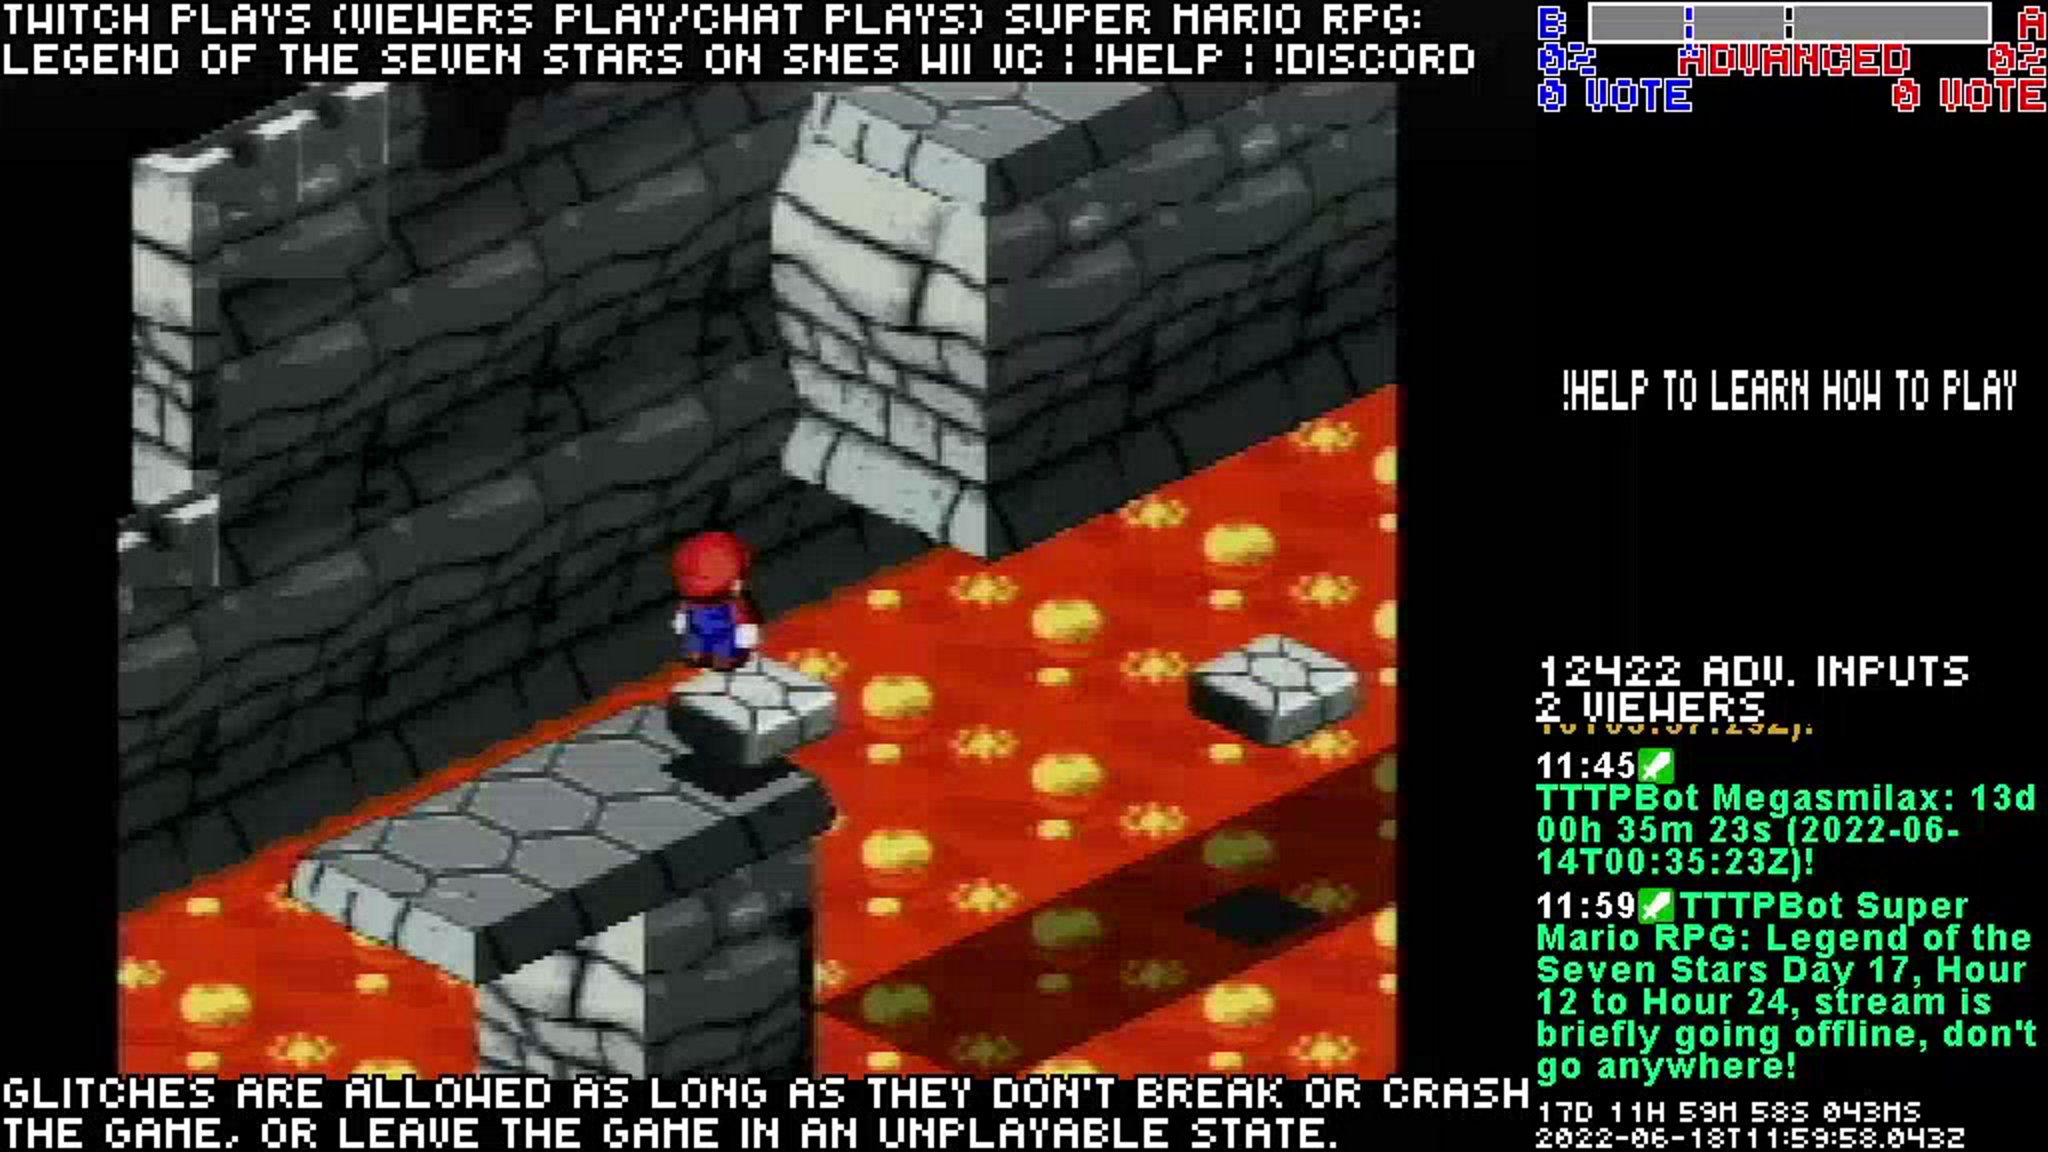 TWITCH PLAYS (VIEWERS PLAY/CHAT PLAYS) SUPER MARIO RPG:
LEGEND OF THE SEVEN STARS ON SNES WII VC ¦ !HELP ¦ !DISCORD
B A
0% ADVANCED 0%
0 VOTE 0 VOTE
!HELP TO LEARN HOW TO PLAY
12422 ADV. INPUTS
2 VIEWERS
11:45
TTTPBot Megasmilax: 13d
00h 35m 23s (2022-06-
14T00:35:23Z)!
11:59 TTTPBot Super
Mario RPG: Legend of the
Seven Stars Day 17, Hour
12 to Hour 24, stream is
briefly going offline, don't
go anywhere!
GLITCHES ARE ALLOWED AS LONG AS THEY DON'T BREAK OR CRASH
THE GAME, OR LEAVE THE GAME IN AN UNPLAYABLE STATE.
17D 11H 59M 58S 043MS
2022-06-18T11:59:58.043Z